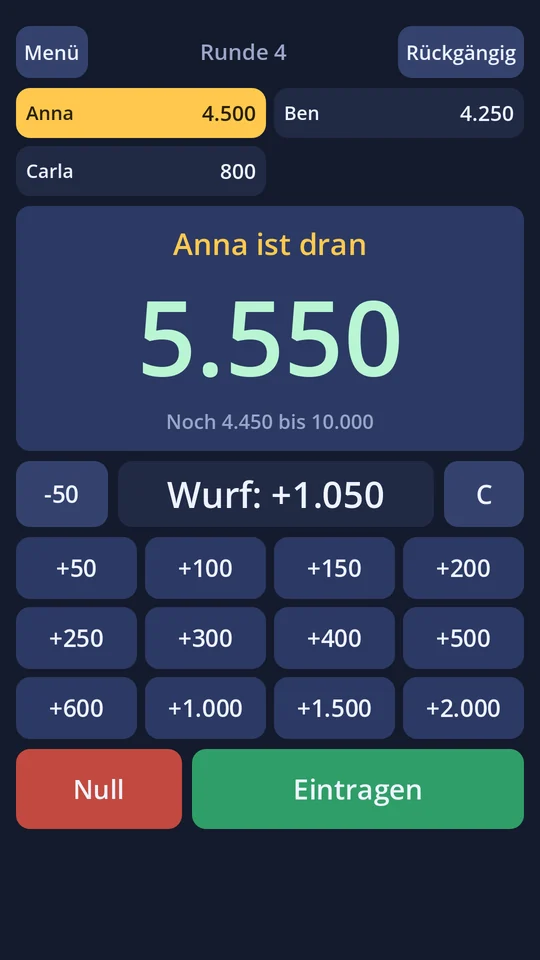 Menü Runde 4 Rückgängig
Anna 4.500 Ben 4.250
Carla 800
Anna ist dran
5.550
Noch 4.450 bis 10.000
-50 Wurf: +1.050 C
+50 +100 +150 +200
+250 +300 +400 +500
+600 +1.000 +1.500 +2.000
Null Eintragen